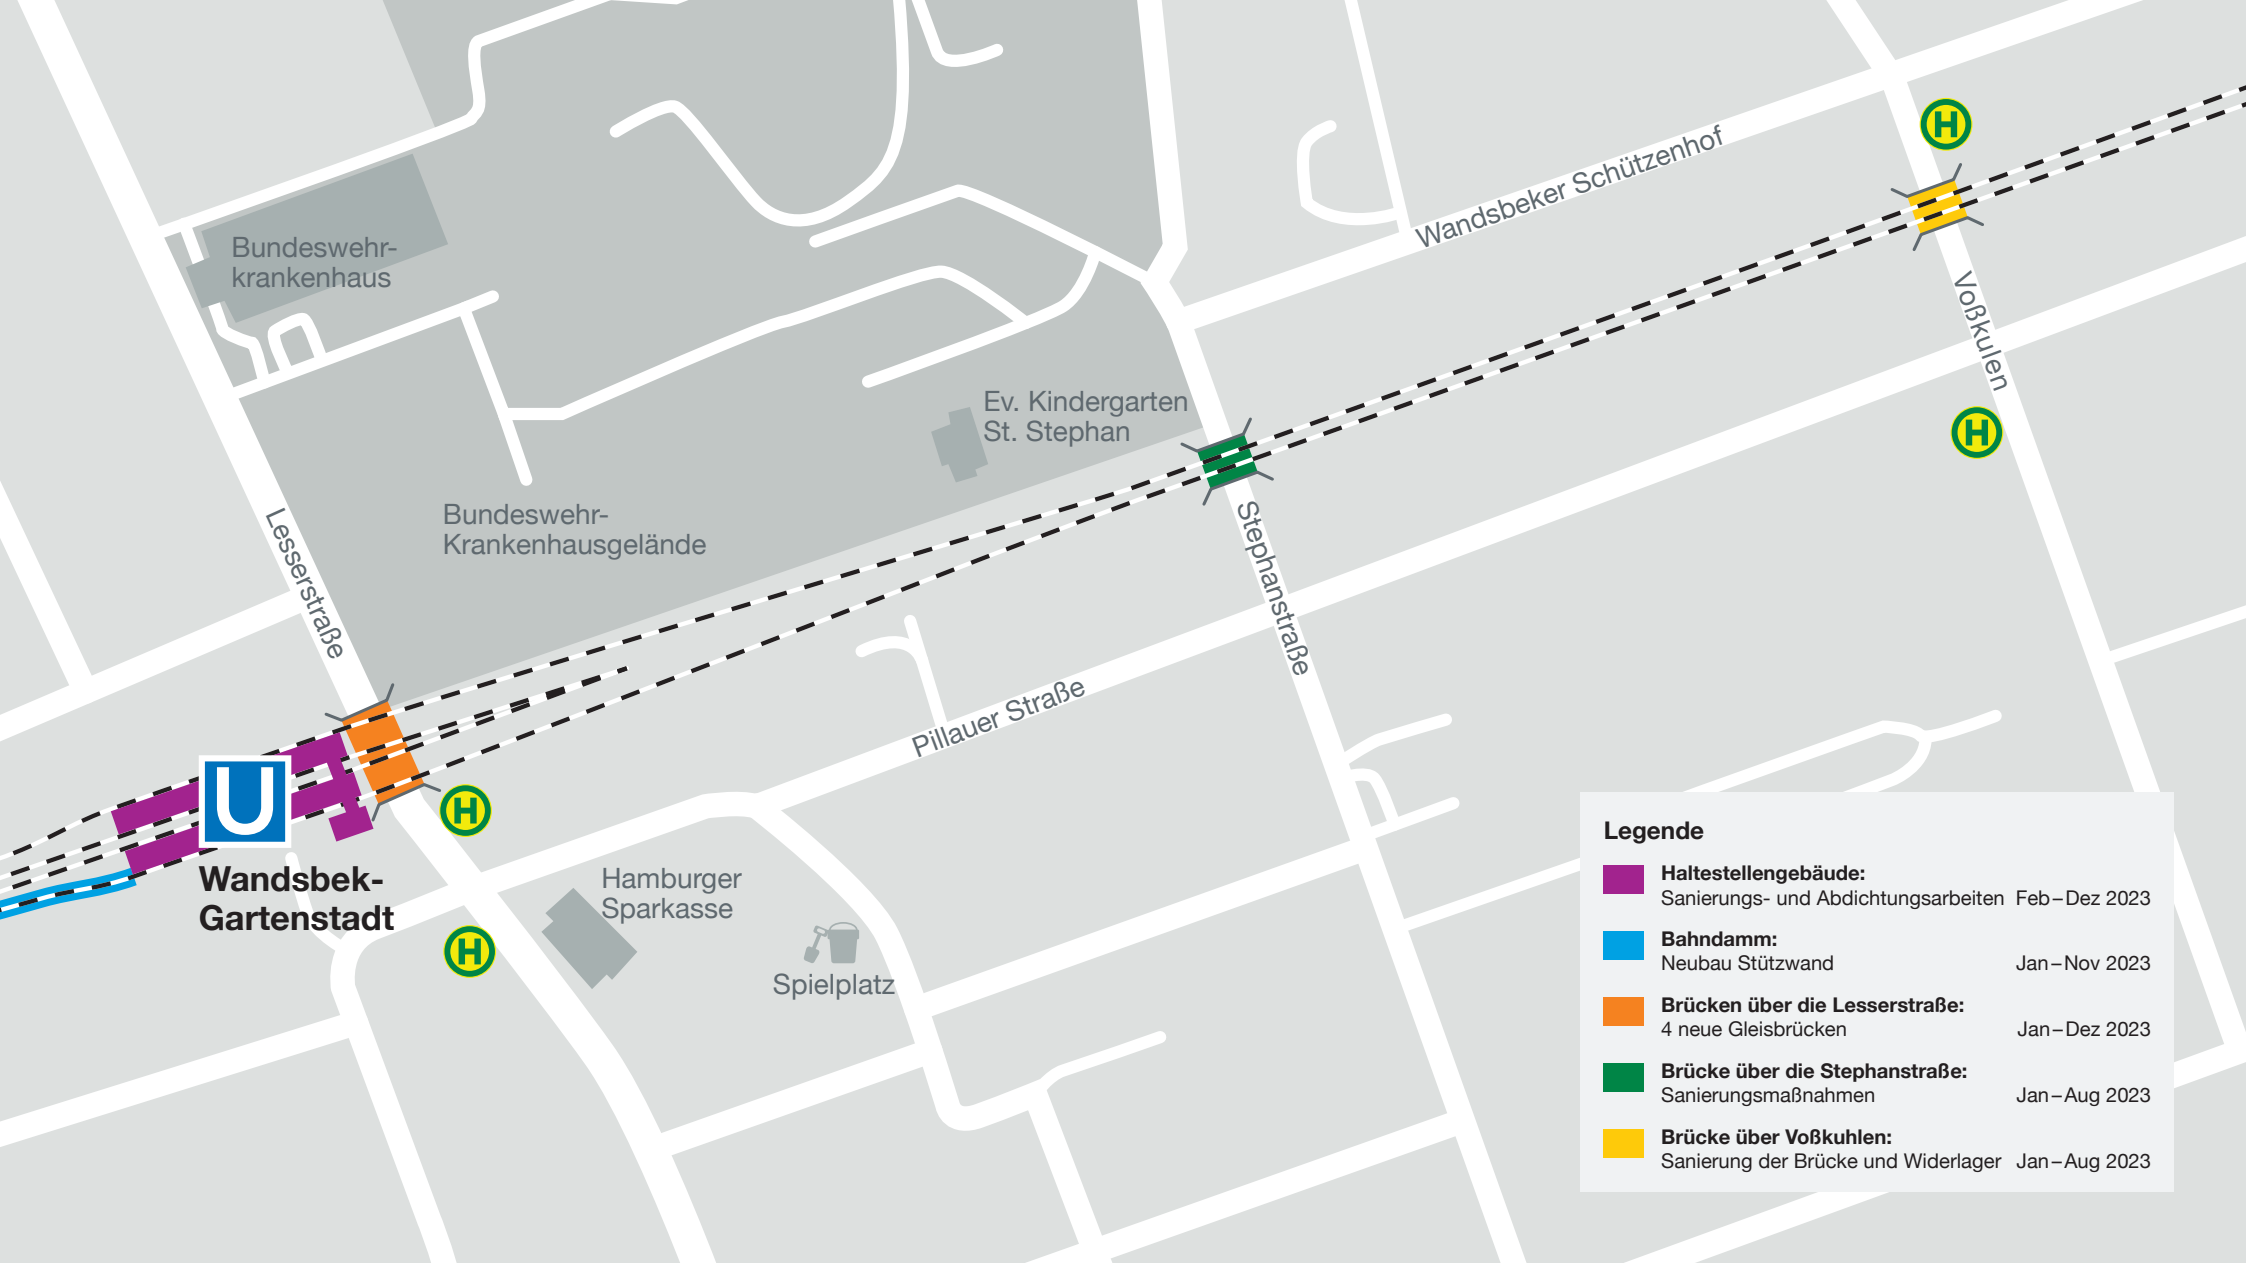 H
Wandsbeker Schützenhof
Bundeswehr-
krankenhaus
Voßkulen
Ev. Kindergarten
St. Stephan
H
Bundeswehr-
Krankenhausgelände
Lesserstraße
Stephanstraße
Pillauer Straße
U
H
Wandsbek-
Gartenstadt
Hamburger
Sparkasse
H
Spielplatz
Legende
Haltestellengebäude:
Sanierungs- und Abdichtungsarbeiten Feb – Dez 2023
Bahndamm:
Neubau Stützwand Jan – Nov 2023
Brücken über die Lesserstraße:
4 neue Gleisbrücken Jan – Dez 2023
Brücke über die Stephanstraße:
Sanierungsmaßnahmen Jan – Aug 2023
Brücke über Voßkuhlen:
Sanierung der Brücke und Widerlager Jan – Aug 2023